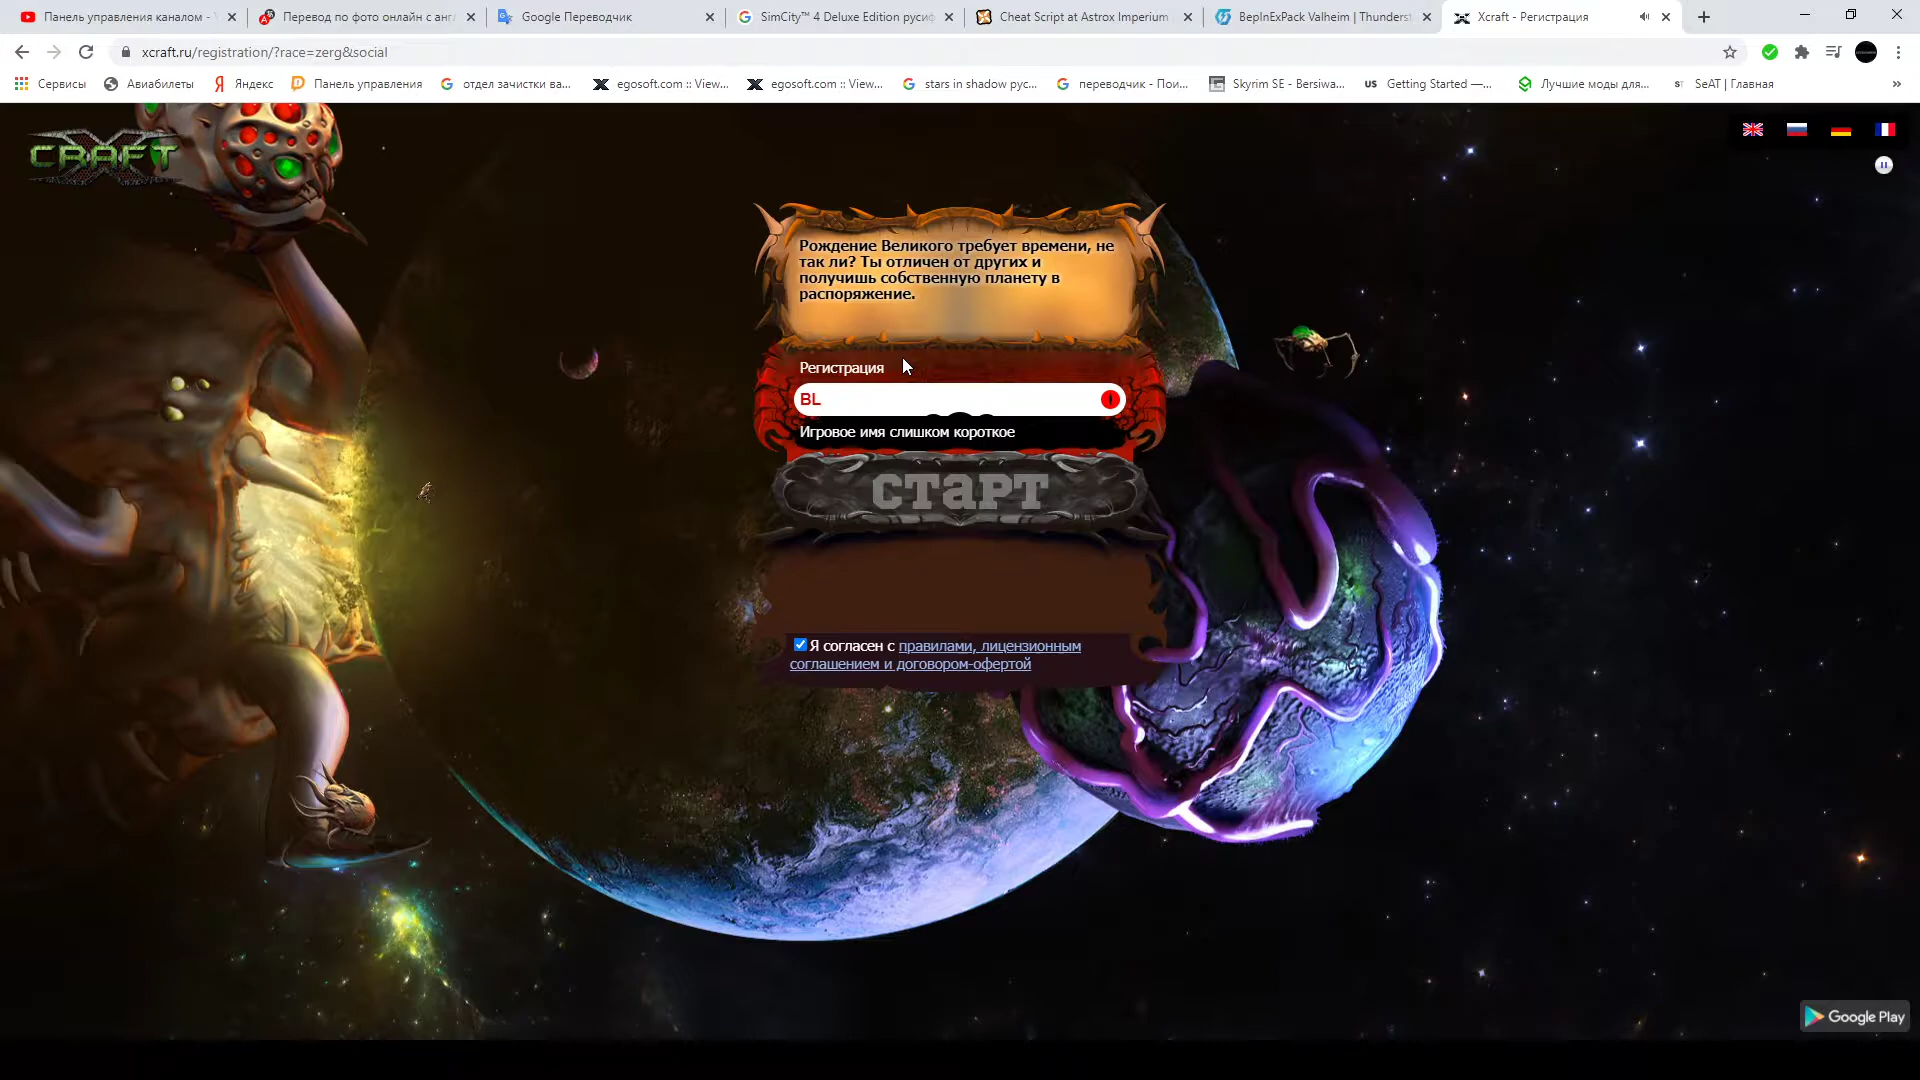 Панель управления каналом -
Перевод по фото онлайн с англ
Google Переводчик
SimCity™ 4 Deluxe Edition русиф
Cheat Script at Astrox Imperium
BepInExPack Valheim | Thunderst
Xcraft - Регистрация
xcraft.ru/registration/?race=zerg&social
Сервисы
Авиабилеты
Яндекс
Панель управления
отдел зачистки ва...
egosoft.com :: View...
egosoft.com :: View...
stars in shadow рус...
переводчик - Пои...
Skyrim SE - Bersiwa...
US Getting Started —...
Лучшие моды для...
ST SeAT | Главная
»
X CRAFT
Рождение Великого требует времени, не
так ли? Ты отличен от других и
получишь собственную планету в
распоряжение.
Регистрация
BL
Игровое имя слишком короткое
старт
Я согласен с правилами, лицензионным
соглашением и договором-офертой
Google Play